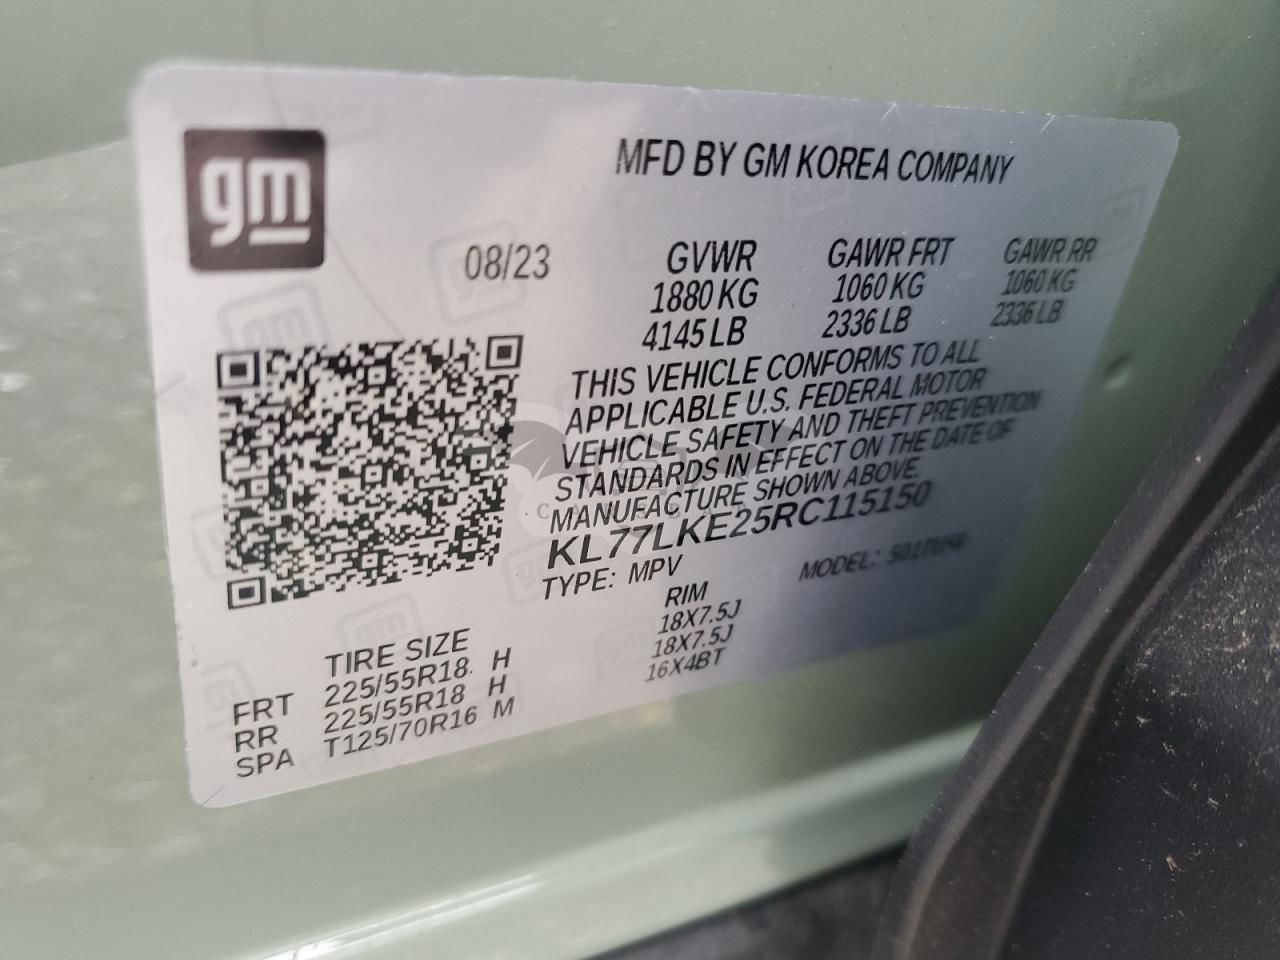 gm
MFD BY GM KOREA COMPANY
08/23
GVWR GAWR FRT GAWR RR
1880 KG 1060 KG 1060 KG
4145 LB 2336 LB 2336 LB
THIS VEHICLE CONFORMS TO ALL
APPLICABLE U.S. FEDERAL MOTOR
VEHICLE SAFETY AND THEFT PREVENTION
STANDARDS IN EFFECT ON THE DATE OF
MANUFACTURE SHOWN ABOVE.
KL77LKE25RC115150
TYPE: MPV MODEL:
TIRE SIZE RIM
FRT 225/55R18 H 18X7.5J
RR 225/55R18 H 18X7.5J
SPA T125/70R16 M 16X4BT